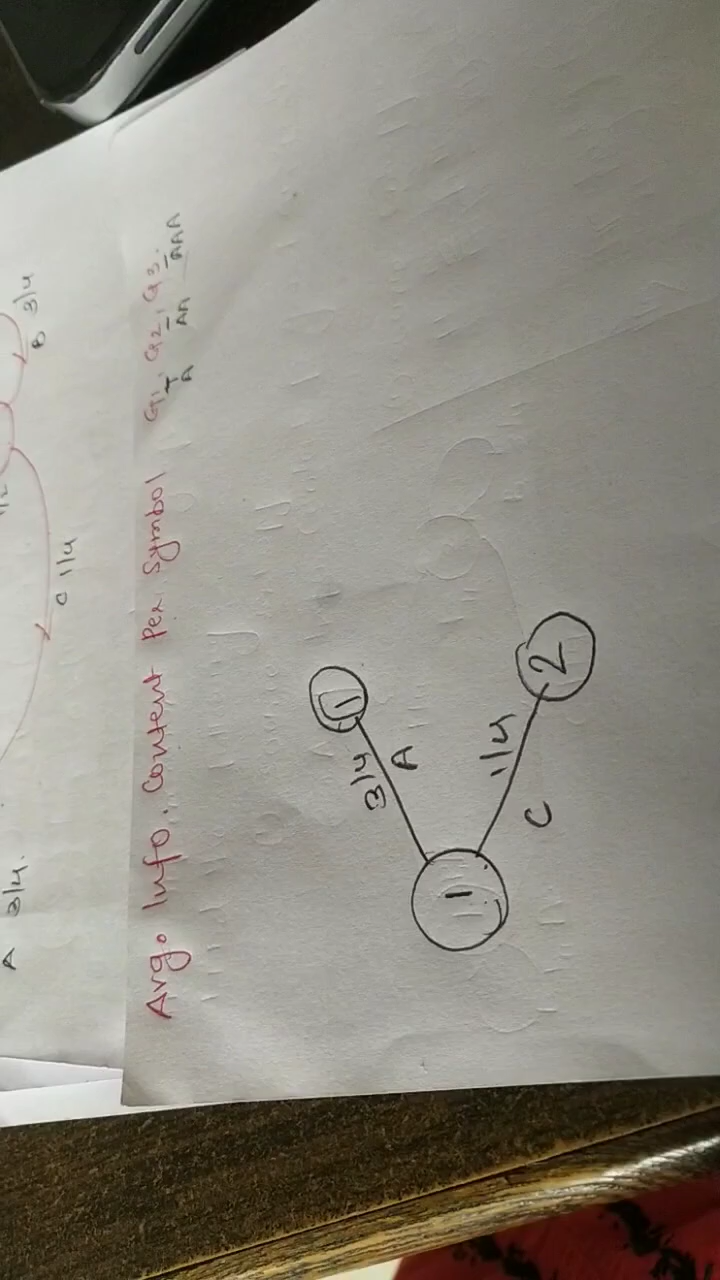 A 3/4.
C 1/4
B 3/4
Avg. Info. Content Per Symbol G1, G2, G3.
A AA AAA
1
3/4
A
1
1/4
C
2